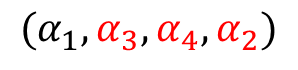 (α₁, α₃, α₄, α₂)